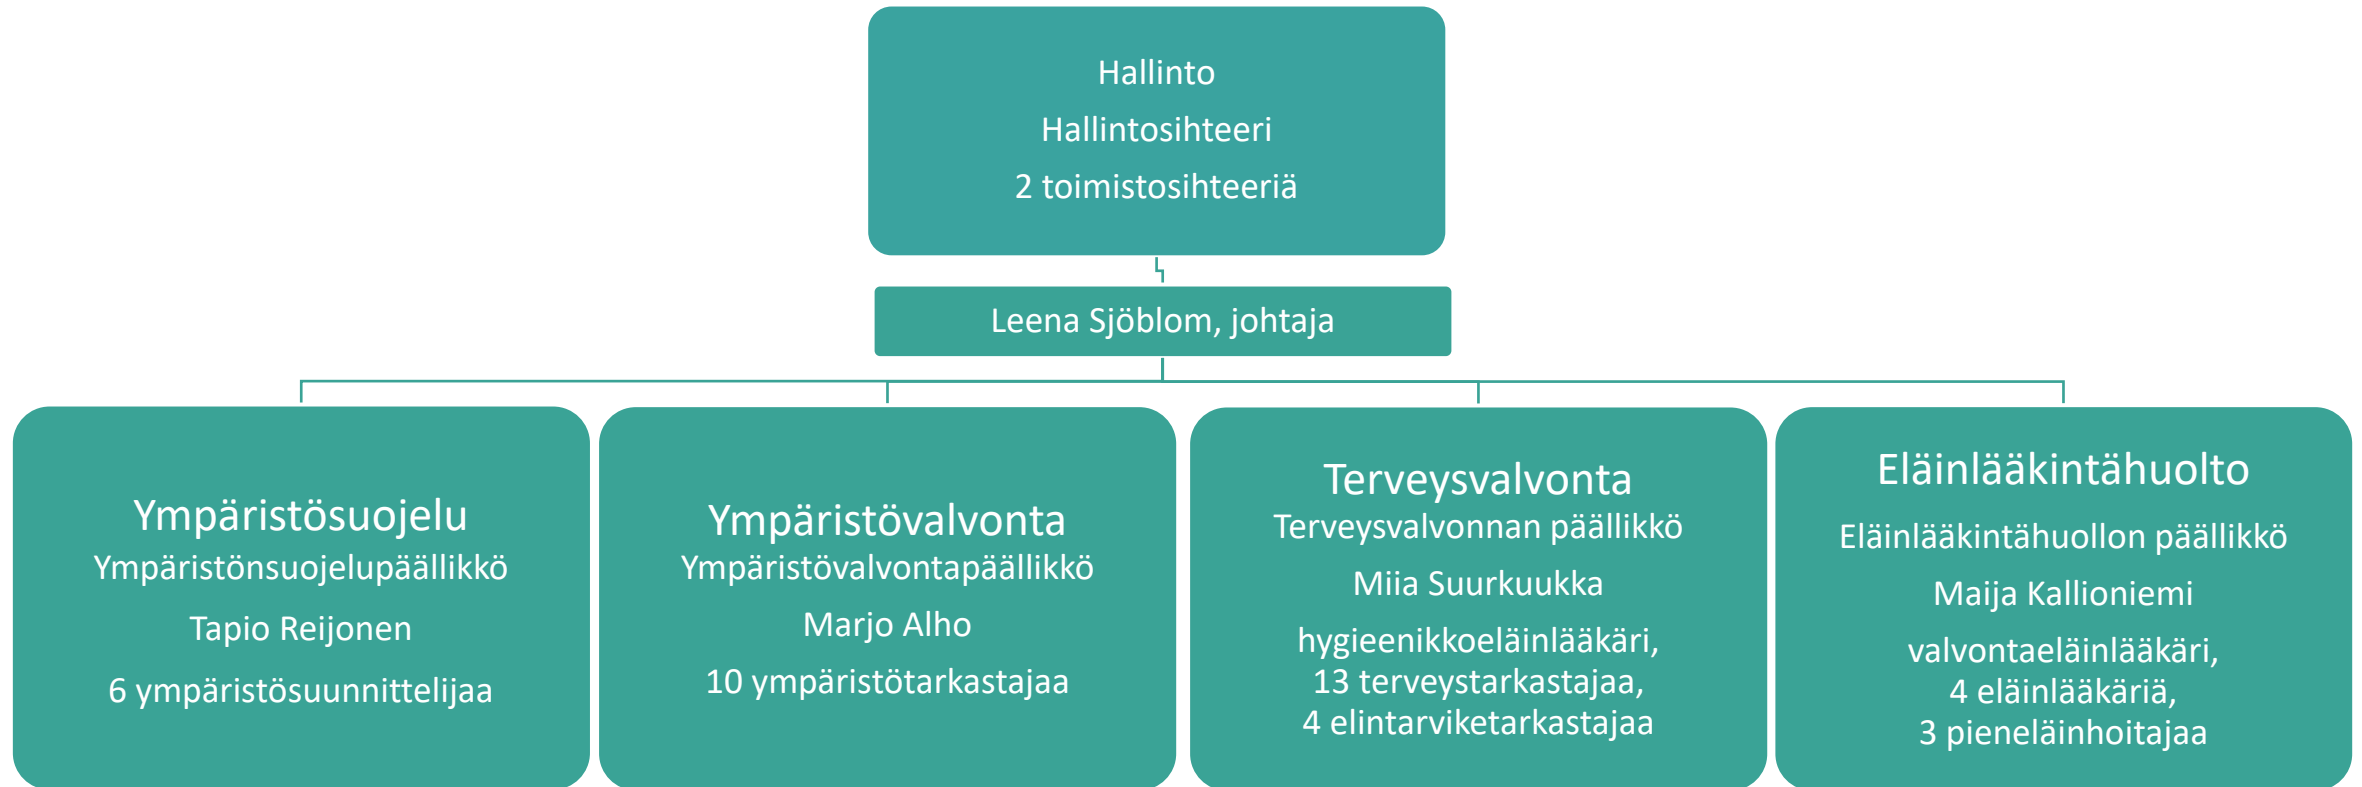 Hallinto
Hallintosihteeri
2 toimistosihteeriä
Leena Sjöblom, johtaja
Ympäristösuojelu
Ympäristönsuojelupäällikkö
Tapio Reijonen
6 ympäristösuunnittelijaa
Ympäristövalvonta
Ympäristövalvontapäällikkö
Marjo Alho
10 ympäristötarkastajaa
Terveysvalvonta
Terveysvalvonnan päällikkö
Miia Suurkuukka
hygieenikkoeläinlääkäri,
13 terveystarkastajaa,
4 elintarviketarkastajaa
Eläinlääkintähuolto
Eläinlääkintähuollon päällikkö
Maija Kallioniemi
valvontaeläinlääkäri,
4 eläinlääkäriä,
3 pieneläinhoitajaa